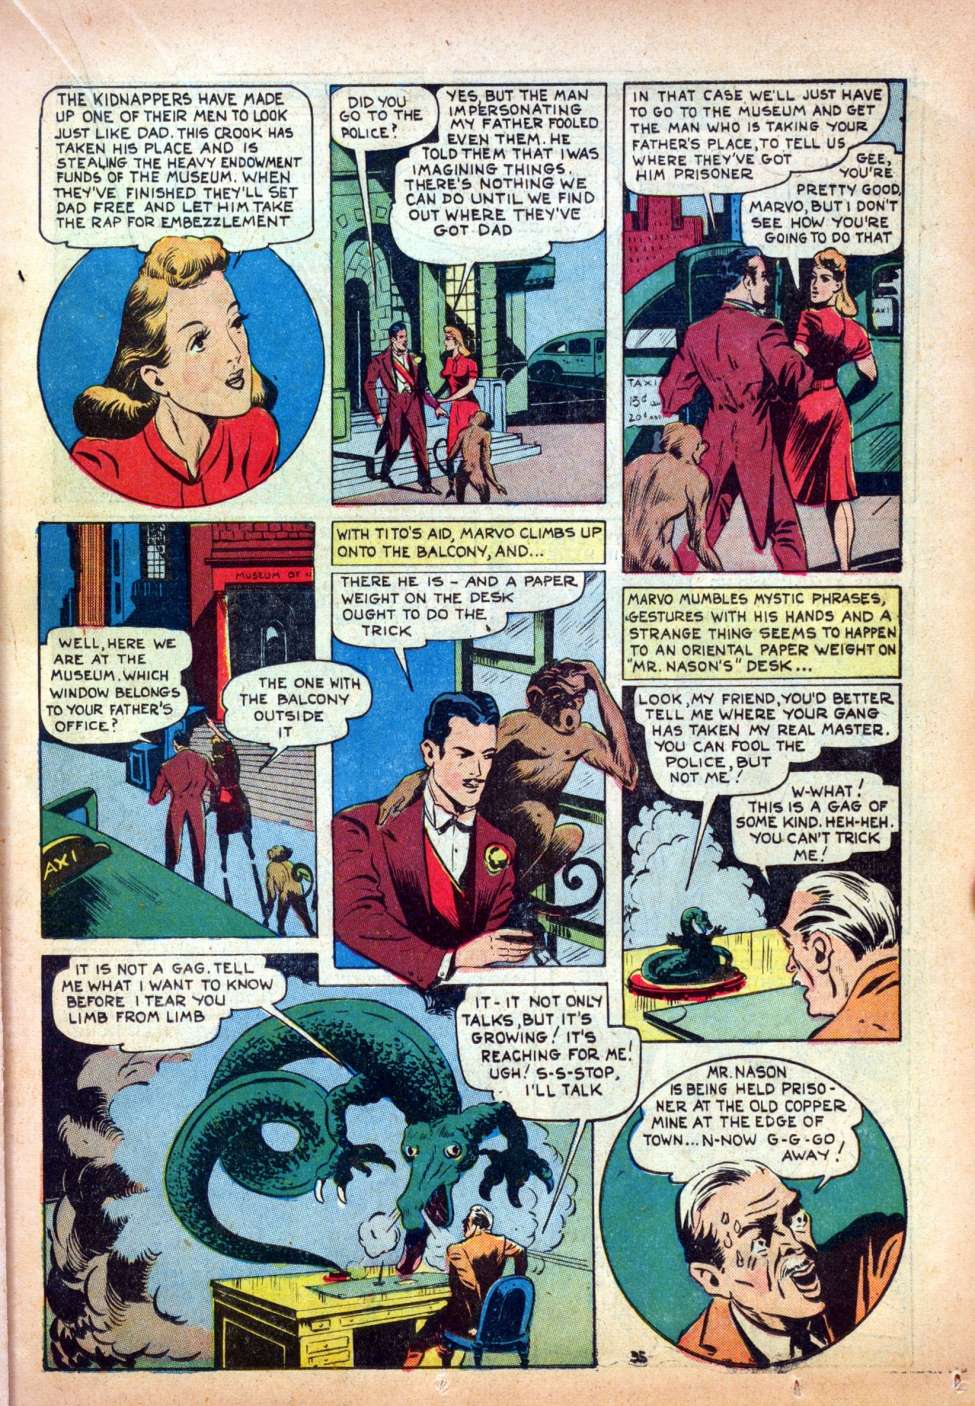 THE KIDNAPPERS HAVE MADE
UP ONE OF THEIR MEN TO LOOK
JUST LIKE DAD. THIS CROOK HAS
TAKEN HIS PLACE AND IS
STEALING THE HEAVY ENDOWMENT
FUNDS OF THE MUSEUM. WHEN
THEY'VE FINISHED THEY'LL SET
DAD FREE AND LET HIM TAKE
THE RAP FOR EMBEZZLEMENT
DID YOU
GO TO THE
POLICE?
YES, BUT THE MAN
IMPERSONATING
MY FATHER FOOLED
EVEN THEM. HE
TOLD THEM THAT I WAS
IMAGINING THINGS.
THERE'S NOTHING WE
CAN DO UNTIL WE FIND
OUT WHERE THEY'VE
GOT DAD
IN THAT CASE WE'LL JUST HAVE
TO GO TO THE MUSEUM AND GET
THE MAN WHO IS TAKING YOUR
FATHER'S PLACE, TO TELL US
WHERE THEY'VE GOT
HIM PRISONER
GEE,
YOU'RE
PRETTY GOOD,
MARVO, BUT I DON'T
SEE HOW YOU'RE
GOING TO DO THAT
TAXI
TAXI
15¢
20¢
MUSEUM OF
WELL, HERE WE
ARE AT THE
MUSEUM. WHICH
WINDOW BELONGS
TO YOUR FATHER'S
OFFICE?
THE ONE WITH
THE BALCONY
OUTSIDE
IT
AXI
WITH TITO'S AID, MARVO CLIMBS UP
ONTO THE BALCONY, AND...
THERE HE IS - AND A PAPER
WEIGHT ON THE DESK
OUGHT TO DO THE
TRICK
MARVO MUMBLES MYSTIC PHRASES,
GESTURES WITH HIS HANDS AND A
STRANGE THING SEEMS TO HAPPEN
TO AN ORIENTAL PAPER WEIGHT ON
"MR. NASON'S" DESK...
LOOK, MY FRIEND, YOU'D BETTER
TELL ME WHERE YOUR GANG
HAS TAKEN MY REAL MASTER.
YOU CAN FOOL THE
POLICE, BUT
NOT ME!
W-WHAT!
THIS IS A GAG OF
SOME KIND. HEH-HEH.
YOU CAN'T TRICK
ME!
IT IS NOT A GAG. TELL
ME WHAT I WANT TO KNOW
BEFORE I TEAR YOU
LIMB FROM LIMB
IT-IT NOT ONLY
TALKS, BUT IT'S
GROWING! IT'S
REACHING FOR ME!
UGH! S-S-STOP,
I'LL TALK
MR. NASON
IS BEING HELD PRISO-
NER AT THE OLD COPPER
MINE AT THE EDGE OF
TOWN... N-NOW G-G-GO
AWAY!
35